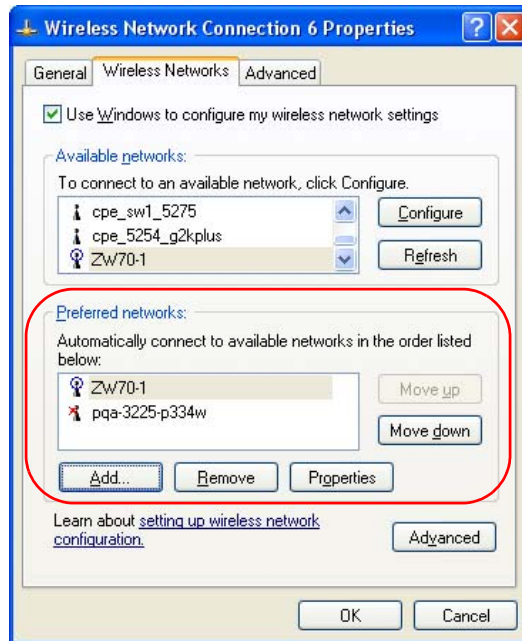 Wireless Network Connection 6 Properties
General Wireless Networks Advanced
Use Windows to configure my wireless network settings
Available networks:
To connect to an available network, click Configure.
cpe_sw1_5275
cpe_5254_g2kplus
ZW70-1
Configure
Refresh
Preferred networks:
Automatically connect to available networks in the order listed
below:
ZW70-1
pqa-3225-p334w
Move up
Move down
Add... Remove Properties
Learn about setting up wireless network
configuration.
Advanced
OK Cancel